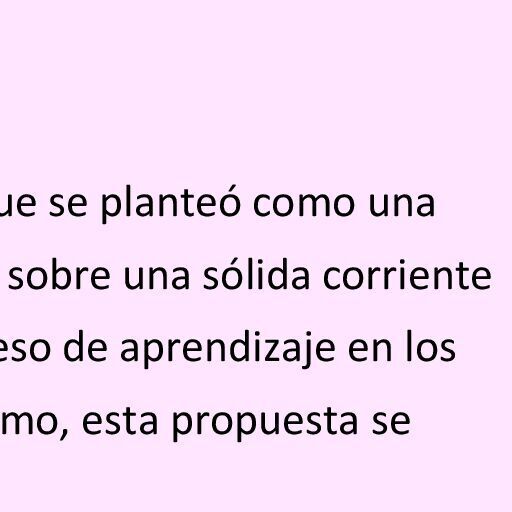 ue se planteó como una
sobre una sólida corriente
eso de aprendizaje en los
mo, esta propuesta se